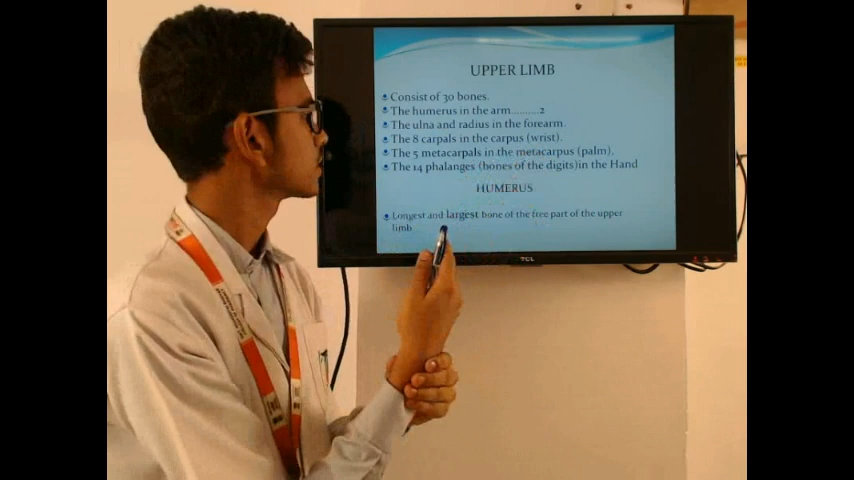 UPPER LIMB
Consist of 30 bones.
The humerus in the arm..........2
The ulna and radius in the forearm.
The 8 carpals in the carpus (wrist).
The 5 metacarpals in the metacarpus (palm),
The 14 phalanges (bones of the digits)in the Hand
HUMERUS
Longest and largest bone of the free part of the upper
limb
TCL